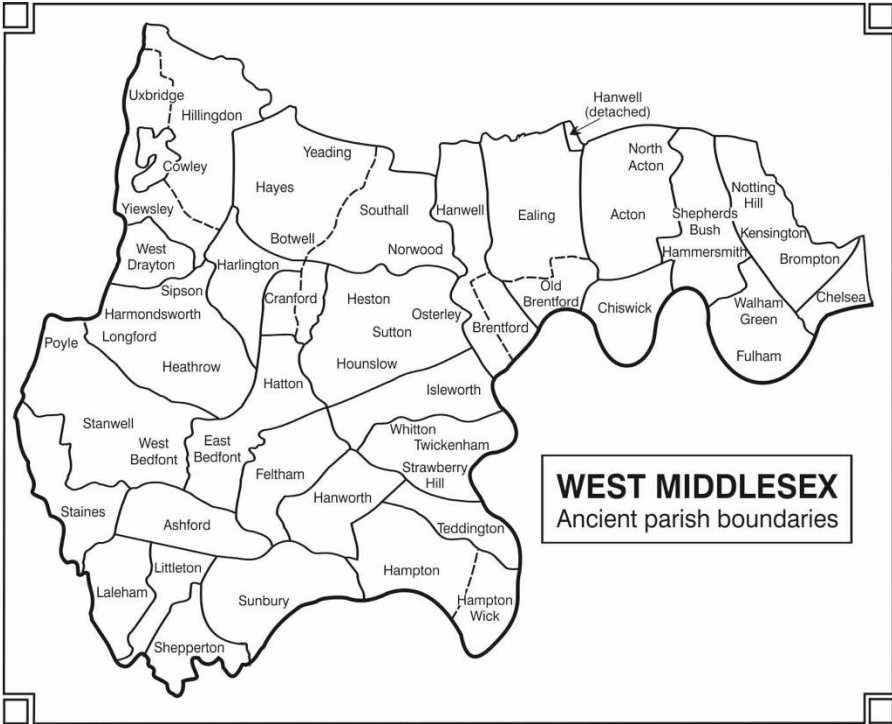 Hanwell
(detached)
Uxbridge
Hillingdon
Cowley
Yiewsley
West
Drayton
Yeading
Hayes
Botwell
Southall
Norwood
Hanwell
Ealing
North
Acton
Acton
Shepherds
Bush
Hammersmith
Notting
Hill
Kensington
Brompton
Chelsea
Harlington
Sipson
Harmondsworth
Longford
Heathrow
Cranford
Heston
Osterley
Sutton
Hounslow
Brentford
Old
Brentford
Chiswick
Walham
Green
Fulham
Poyle
Hatton
Isleworth
Stanwell
West
Bedfont
East
Bedfont
Feltham
Whitton
Twickenham
Strawberry
Hill
Hanworth
Staines
Ashford
Teddington
Laleham
Littleton
Sunbury
Hampton
Hampton
Wick
Shepperton
WEST MIDDLESEX
Ancient parish boundaries